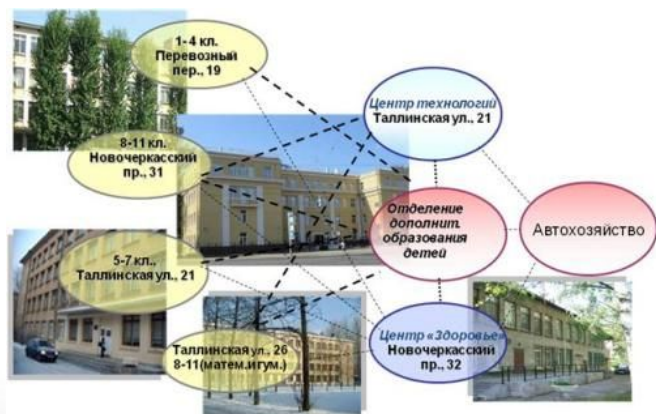 1- 4 кл.
Перевозный
пер., 19
Центр технологий
Таллинская ул., 21
8-11 кл.
Новочеркасский
пр., 31
Отделение
дополнит.
образования
детей
Автохозяйство
5-7 кл.,
Таллинская ул., 21
Таллинская ул., 26
8-11(матем.игум.)
Центр «Здоровье»
Новочеркасский
пр., 32